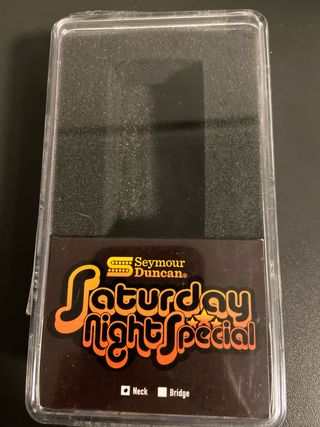 Seymour
Duncan®
Saturday
Night Special
Neck Bridge